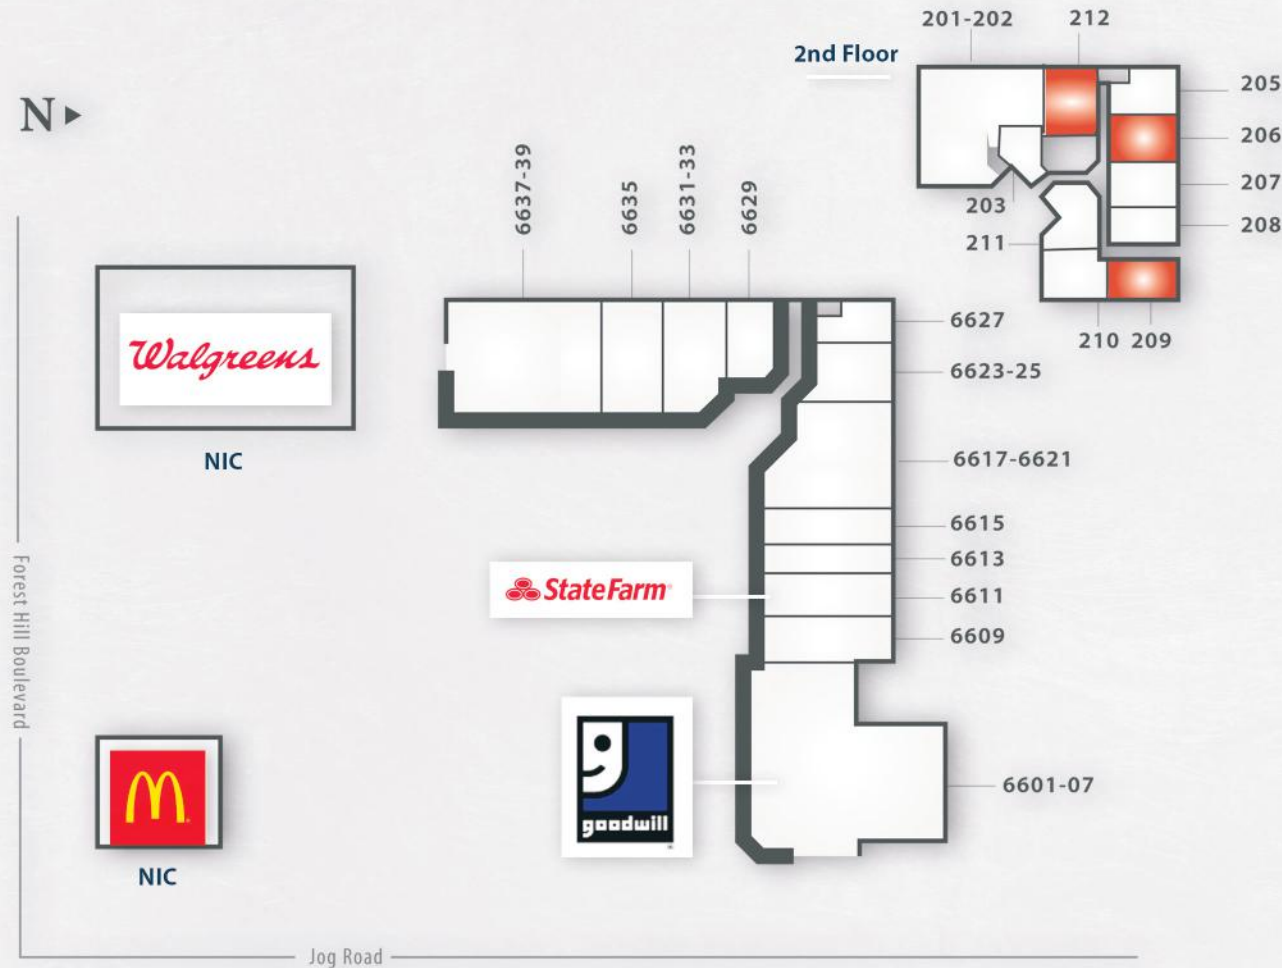 201-202
212
2nd Floor
205
N
206
6637-39
6635
6631-33
6629
207
203
208
211
6627
210 209
Walgreens
6623-25
NIC
6617-6621
6615
6613
StateFarm
6611
6609
Forest Hill Boulevard
goodwill
6601-07
M
NIC
Jog Road